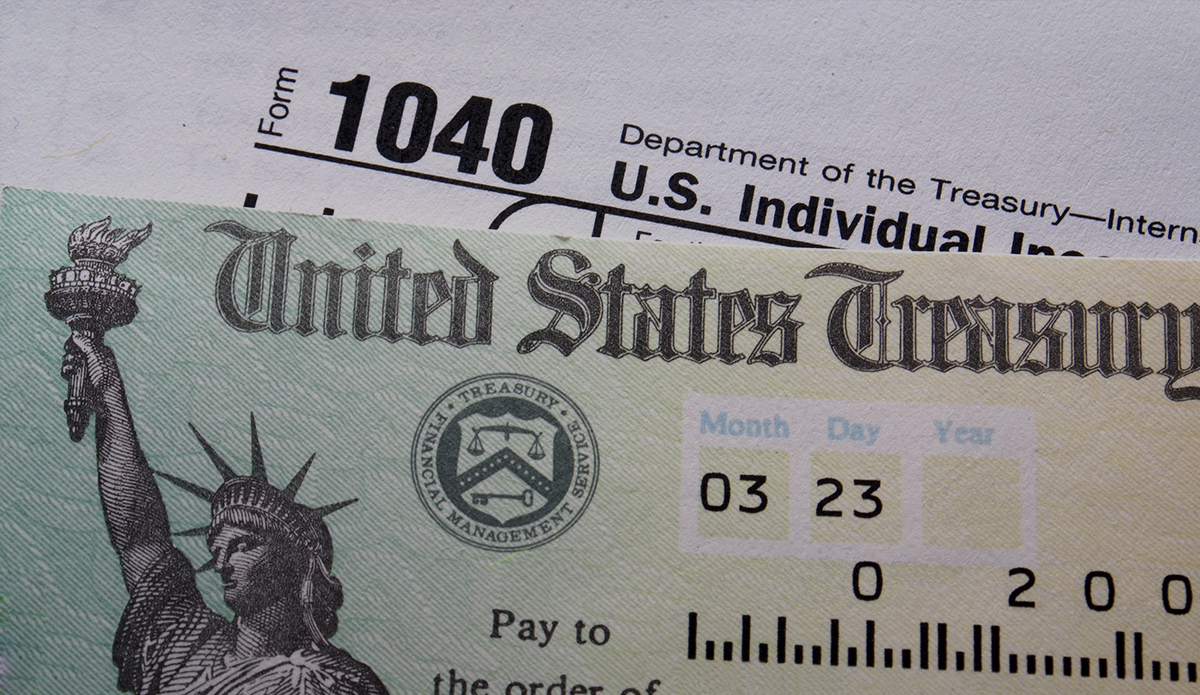 Form 1040
Department of the Treasury—Intern
U.S. Individual Inc
United States Treasury
TREASURY
FINANCIAL MANAGEMENT SERVICE
Month Day Year
03 23
0 2 0 0
Pay to
the order of